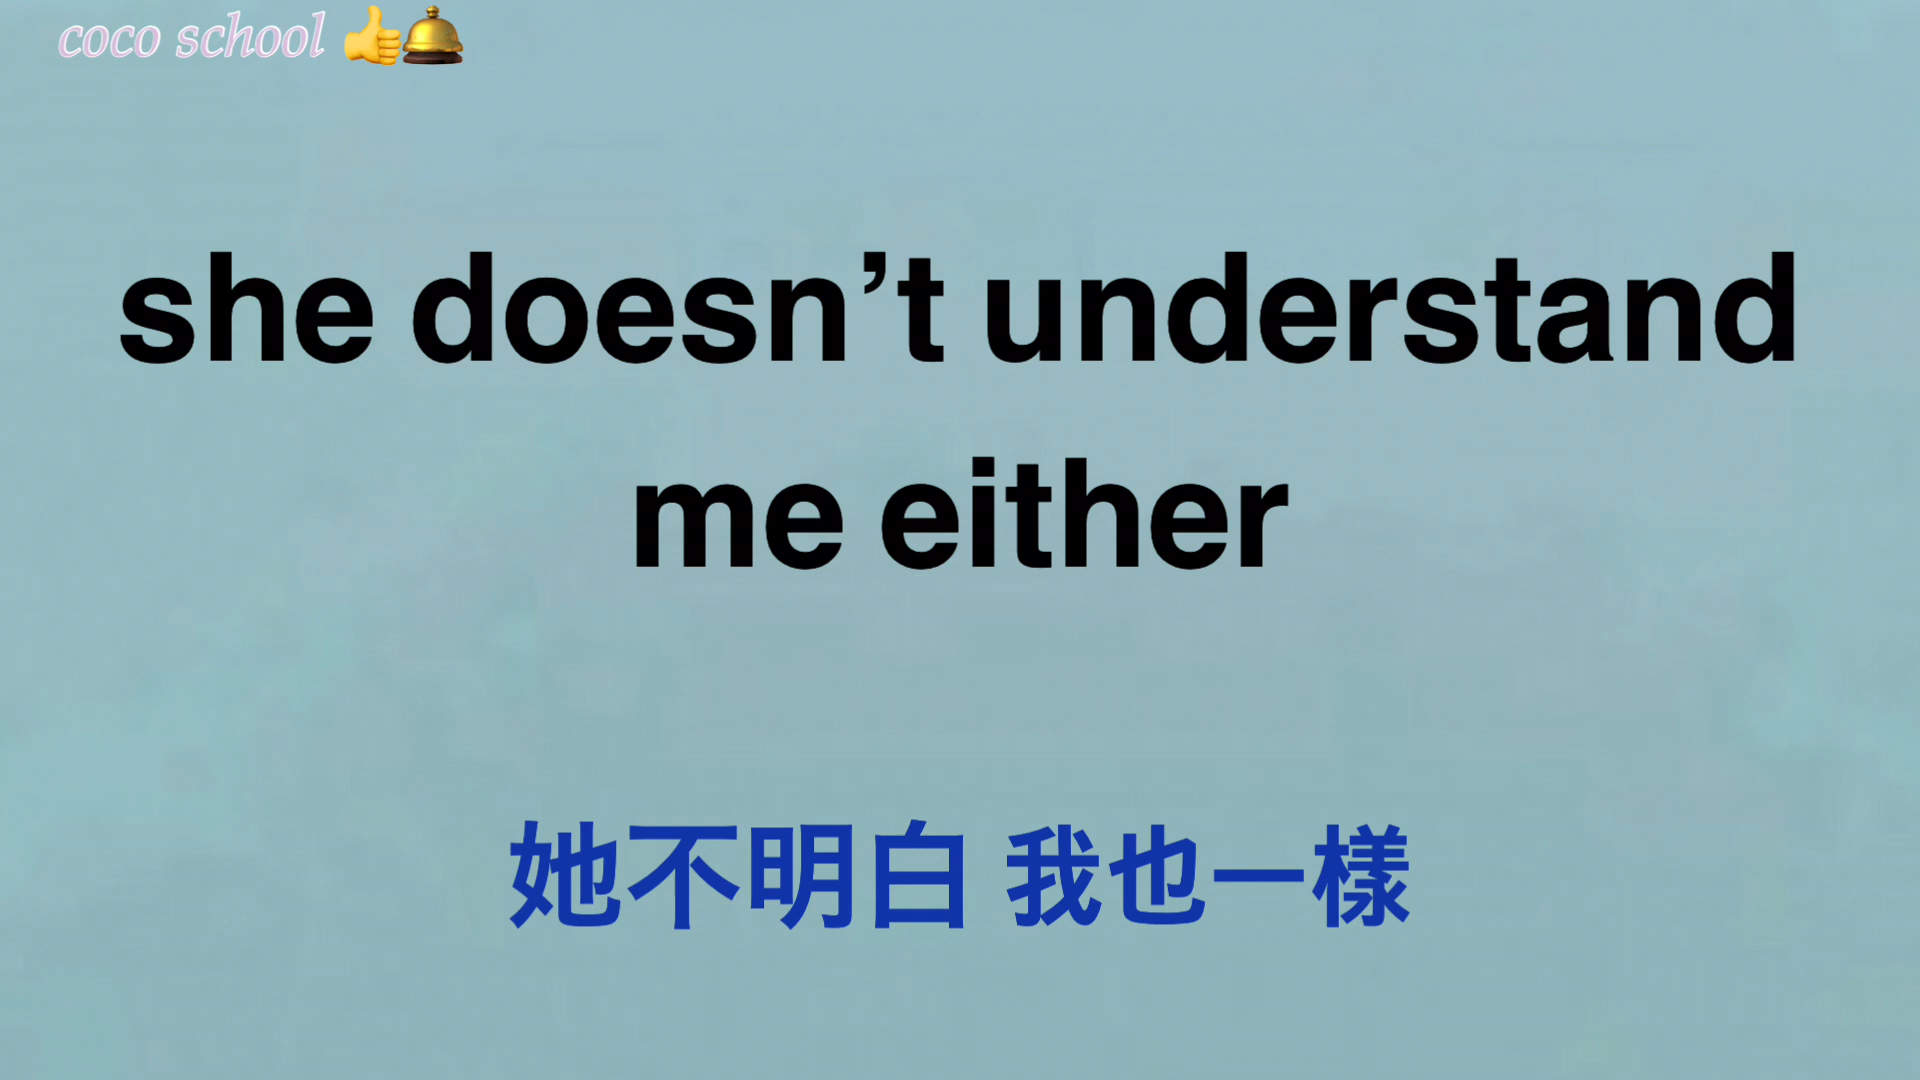 coco school 👍🛎️
she doesn’t understand
me either
她不明白 我也一樣